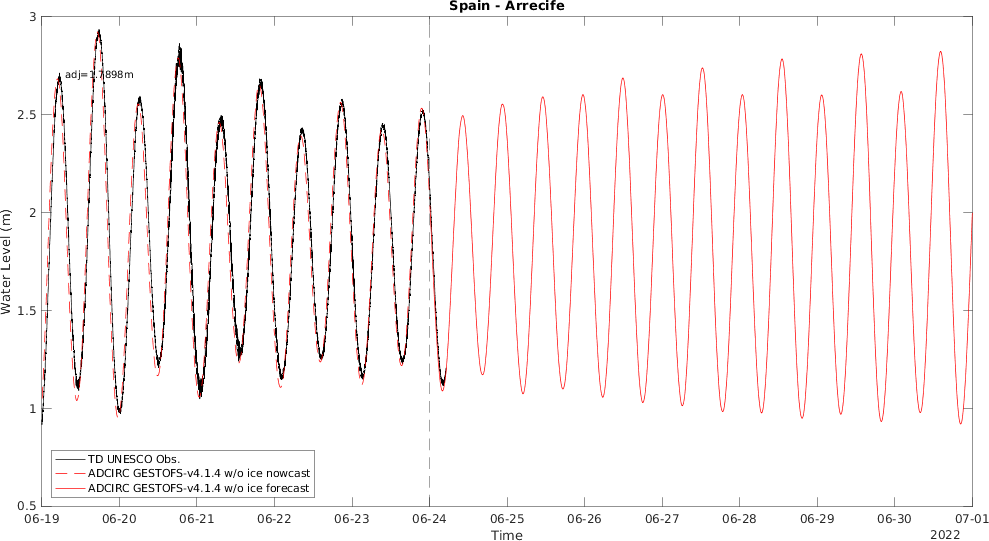 Spain - Arrecife
3
adj=1.7898m
2.5
2
Water Level (m)
1.5
1
TD UNESCO Obs.
ADCIRC GESTOFS-v4.1.4 w/o ice nowcast
ADCIRC GESTOFS-v4.1.4 w/o ice forecast
0.5
06-19 06-20 06-21 06-22 06-23 06-24 06-25 06-26 06-27 06-28 06-29 06-30 07-01
Time
2022